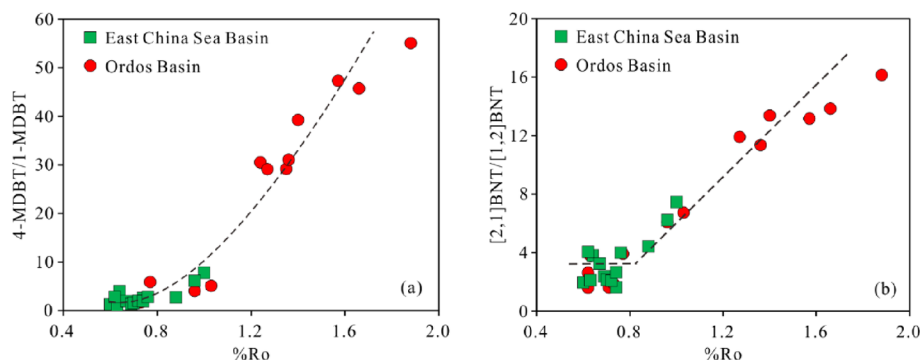 60
50
40
30
20
10
0
4-MDBT/1-MDBT
East China Sea Basin
Ordos Basin
(a)
0.4 0.8 1.2 1.6 2.0
%Ro
20
16
12
8
4
0
[2,1]BNT/[1,2]BNT
East China Sea Basin
Ordos Basin
(b)
0.4 0.8 1.2 1.6 2.0
%Ro